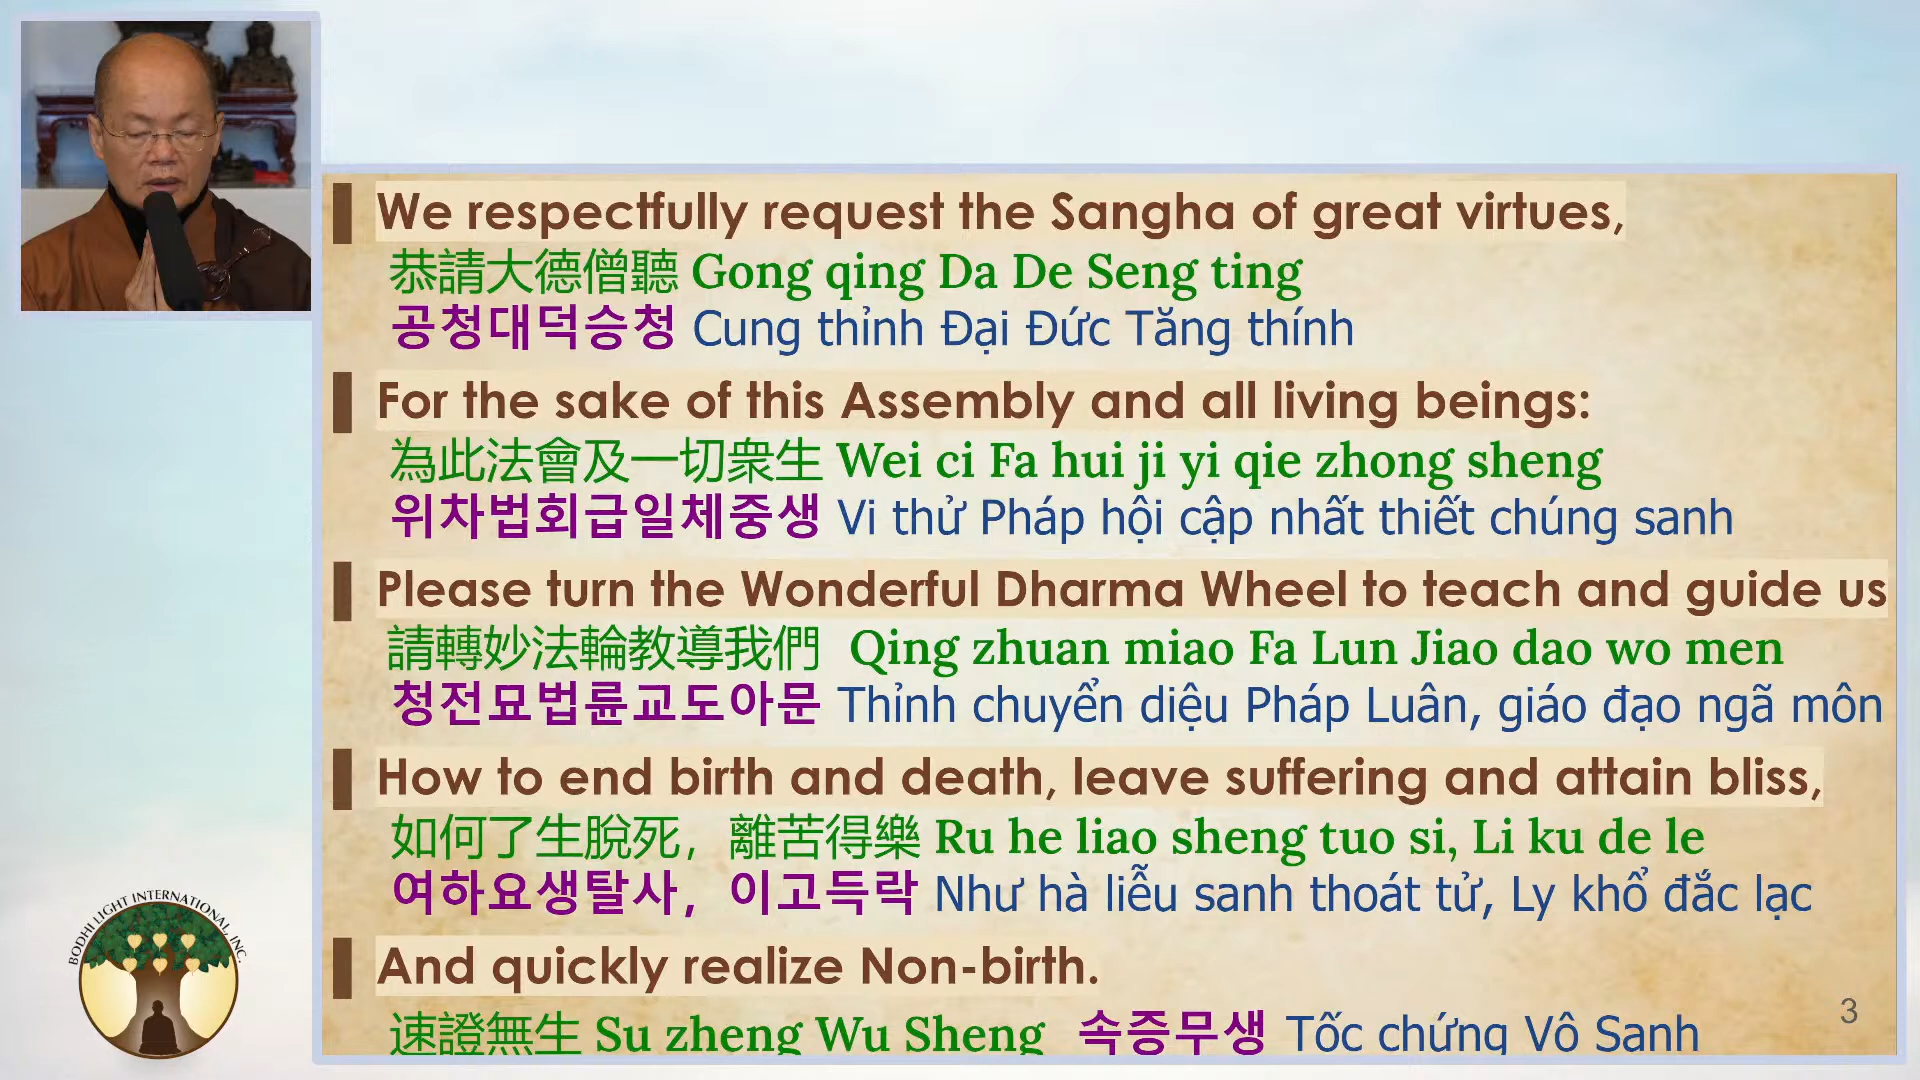 We respectfully request the Sangha of great virtues,
恭請大德僧聽 Gong qing Da De Seng ting
공청대덕승청 Cung thỉnh Đại Đức Tăng thính
For the sake of this Assembly and all living beings:
為此法會及一切衆生 Wei ci Fa hui ji yi qie zhong sheng
위차법회급일체중생 Vi thử Pháp hội cập nhất thiết chúng sanh
Please turn the Wonderful Dharma Wheel to teach and guide us
請轉妙法輪教導我們 Qing zhuan miao Fa Lun Jiao dao wo men
청전묘법륜교도아문 Thỉnh chuyển diệu Pháp Luân, giáo đạo ngã môn
How to end birth and death, leave suffering and attain bliss,
如何了生脫死，離苦得樂 Ru he liao sheng tuo si, Li ku de le
여하요생탈사, 이고득락 Như hà liễu sanh thoát tử, Ly khổ đắc lạc
And quickly realize Non-birth.
速證無生 Su zheng Wu Sheng 속증무생 Tốc chứng Vô Sanh
3
BODHI LIGHT INTERNATIONAL, INC.